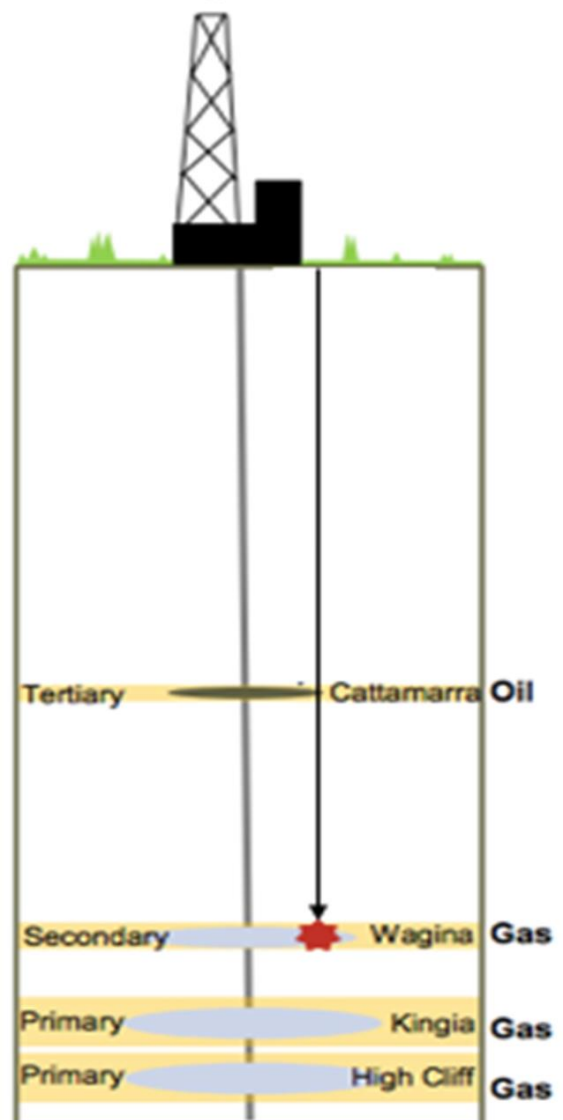 Tertiary Cattamarra Oil
Secondary Wagina Gas
Primary Kingia Gas
Primary High Cliff Gas